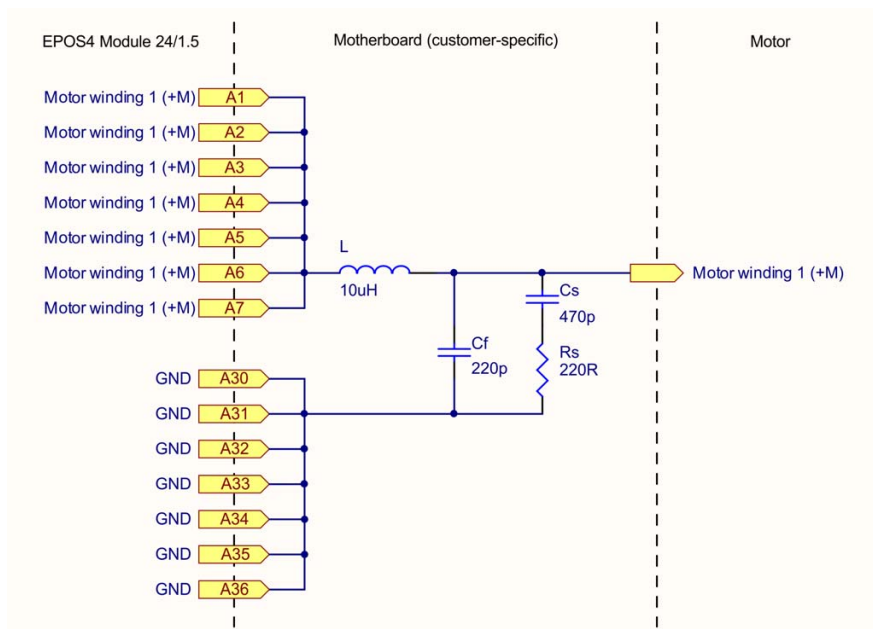 EPOS4 Module 24/1.5 Motherboard (customer-specific) Motor
Motor winding 1 (+M) A1
Motor winding 1 (+M) A2
Motor winding 1 (+M) A3
Motor winding 1 (+M) A4
Motor winding 1 (+M) A5
L
Motor winding 1 (+M) A6 Motor winding 1 (+M)
10uH
Cs
Motor winding 1 (+M) A7
470p
Cf
Rs
220p
220R
GND A30
GND A31
GND A32
GND A33
GND A34
GND A35
GND A36